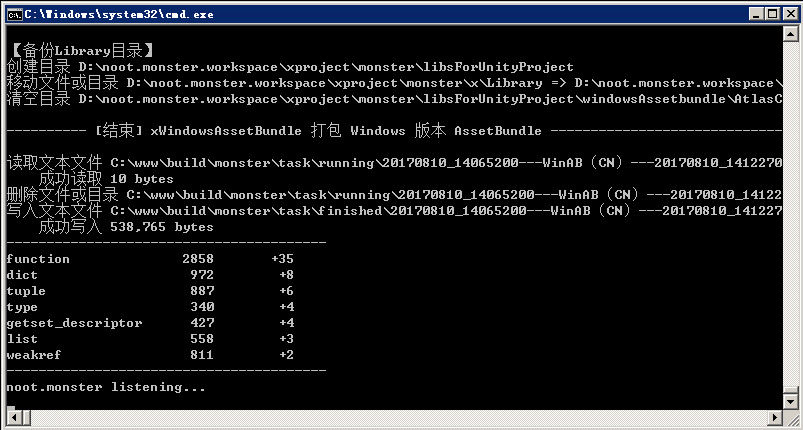 C:\Windows\system32\cmd.exe
【备份Library目录】
创建目录 D:\noot.monster.workspace\xproject\monster\libsForUnityProject
移动文件或目录 D:\noot.monster.workspace\xproject\monster\x\Library => D:\noot.monster.workspace\
清空目录 D:\noot.monster.workspace\xproject\monster\libsForUnityProject\windowsAssetbundle\AtlasC
---------- [结束] xWindowsAssetBundle 打包 Windows 版本 AssetBundle -----------------------------
读取文本文件 C:\www\build\monster\task\running\20170810_14065200---WinAB（CN）---20170810_1412270
成功读取 10 bytes
删除文件或目录 C:\www\build\monster\task\running\20170810_14065200---WinAB（CN）---20170810_14122
写入文本文件 C:\www\build\monster\task\finished\20170810_14065200---WinAB（CN）---20170810_141227
成功写入 538,765 bytes
----------------------------------------
function 2858 +35
dict 972 +8
tuple 887 +6
type 340 +4
getset_descriptor 427 +4
list 558 +3
weakref 811 +2
----------------------------------------
noot.monster listening...